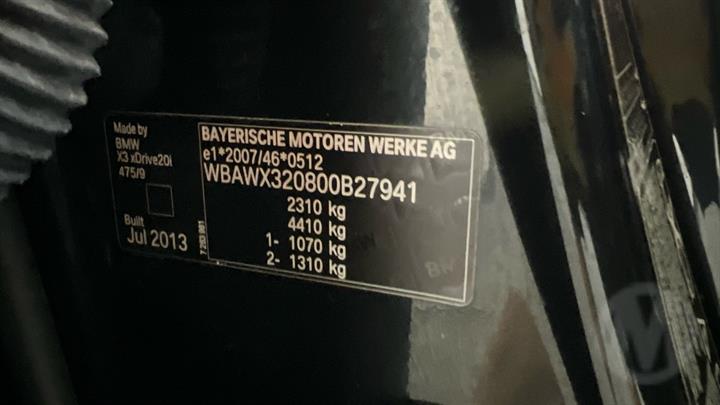 Made by
BMW
X3 xDrive20i
475/9
Built
Jul 2013
BAYERISCHE MOTOREN WERKE AG
e1*2007/46*0512
WBAWX320800B27941
2310 kg
4410 kg
1- 1070 kg
2- 1310 kg